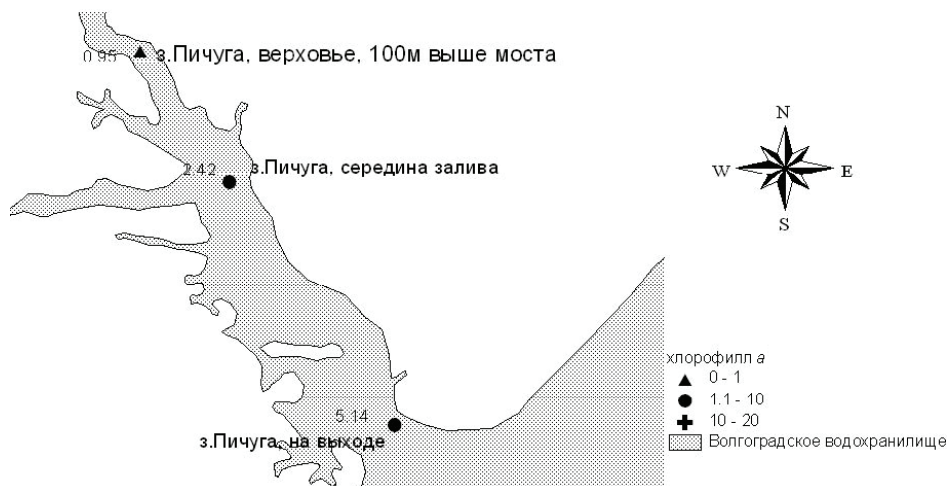 0.95 з.Пичуга, верховье, 100м выше моста
N
2.42 з.Пичуга, середина залива
W E
S
хлорофилл а
0 - 1
1.1 - 10
5.14
10 - 20
з.Пичуга, на выходе
Волгоградское водохранилище